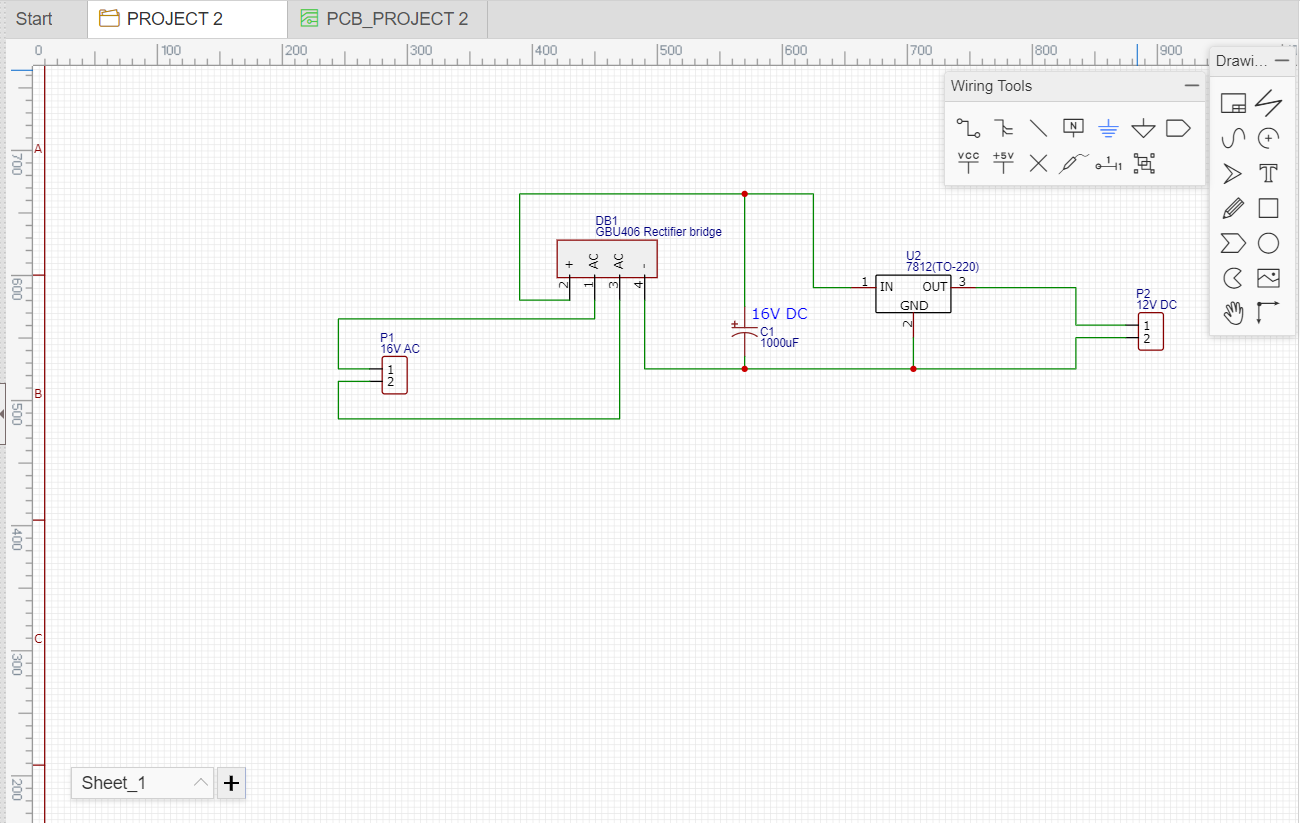 Start
PROJECT 2
PCB_PROJECT 2
0
100
200
300
400
500
600
700
800
900
Drawi...
Wiring Tools
N
VCC
+5V
1
1
T
A
700
600
B
500
400
C
300
200
DB1
GBU406 Rectifier bridge
+
AC
AC
-
2
1
3
4
P1
16V AC
1
2
16V DC
+
C1
1000uF
U2
7812(TO-220)
1
IN
OUT
3
GND
2
P2
12V DC
1
2
Sheet_1
+